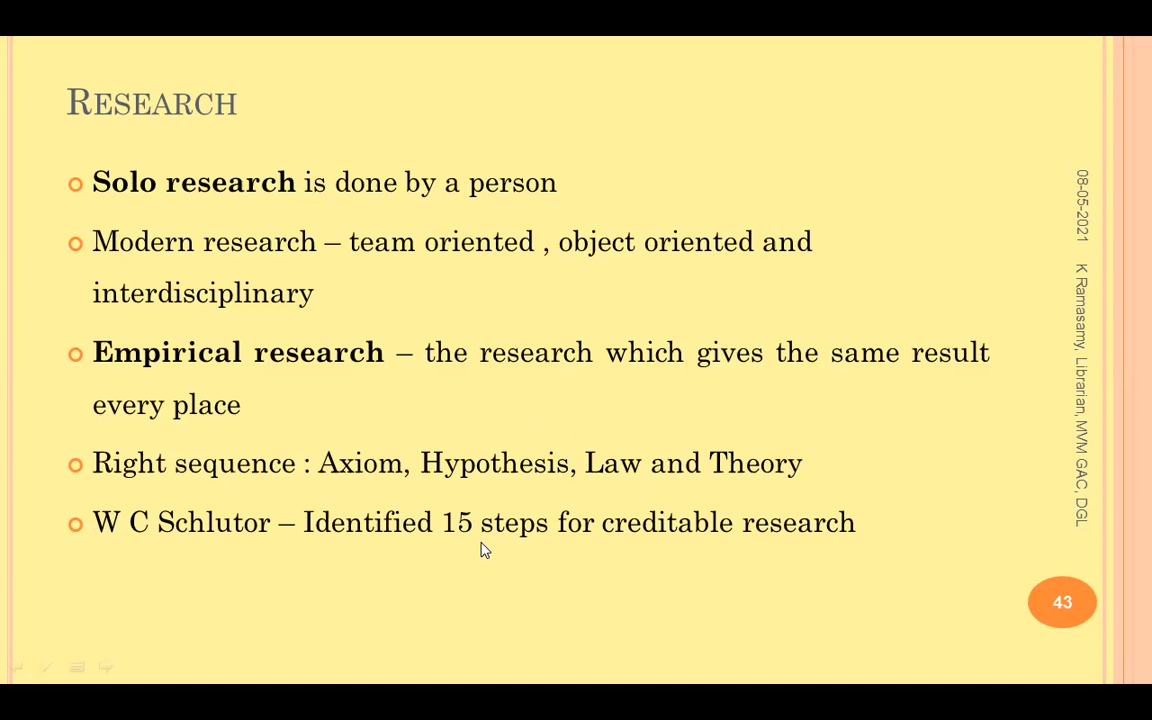 RESEARCH
Solo research is done by a person
Modern research – team oriented , object oriented and
interdisciplinary
Empirical research – the research which gives the same result
every place
Right sequence : Axiom, Hypothesis, Law and Theory
W C Schlutor – Identified 15 steps for creditable research
08-05-2021 K Ramasamy, Librarian, MVM GAC, DGL
43